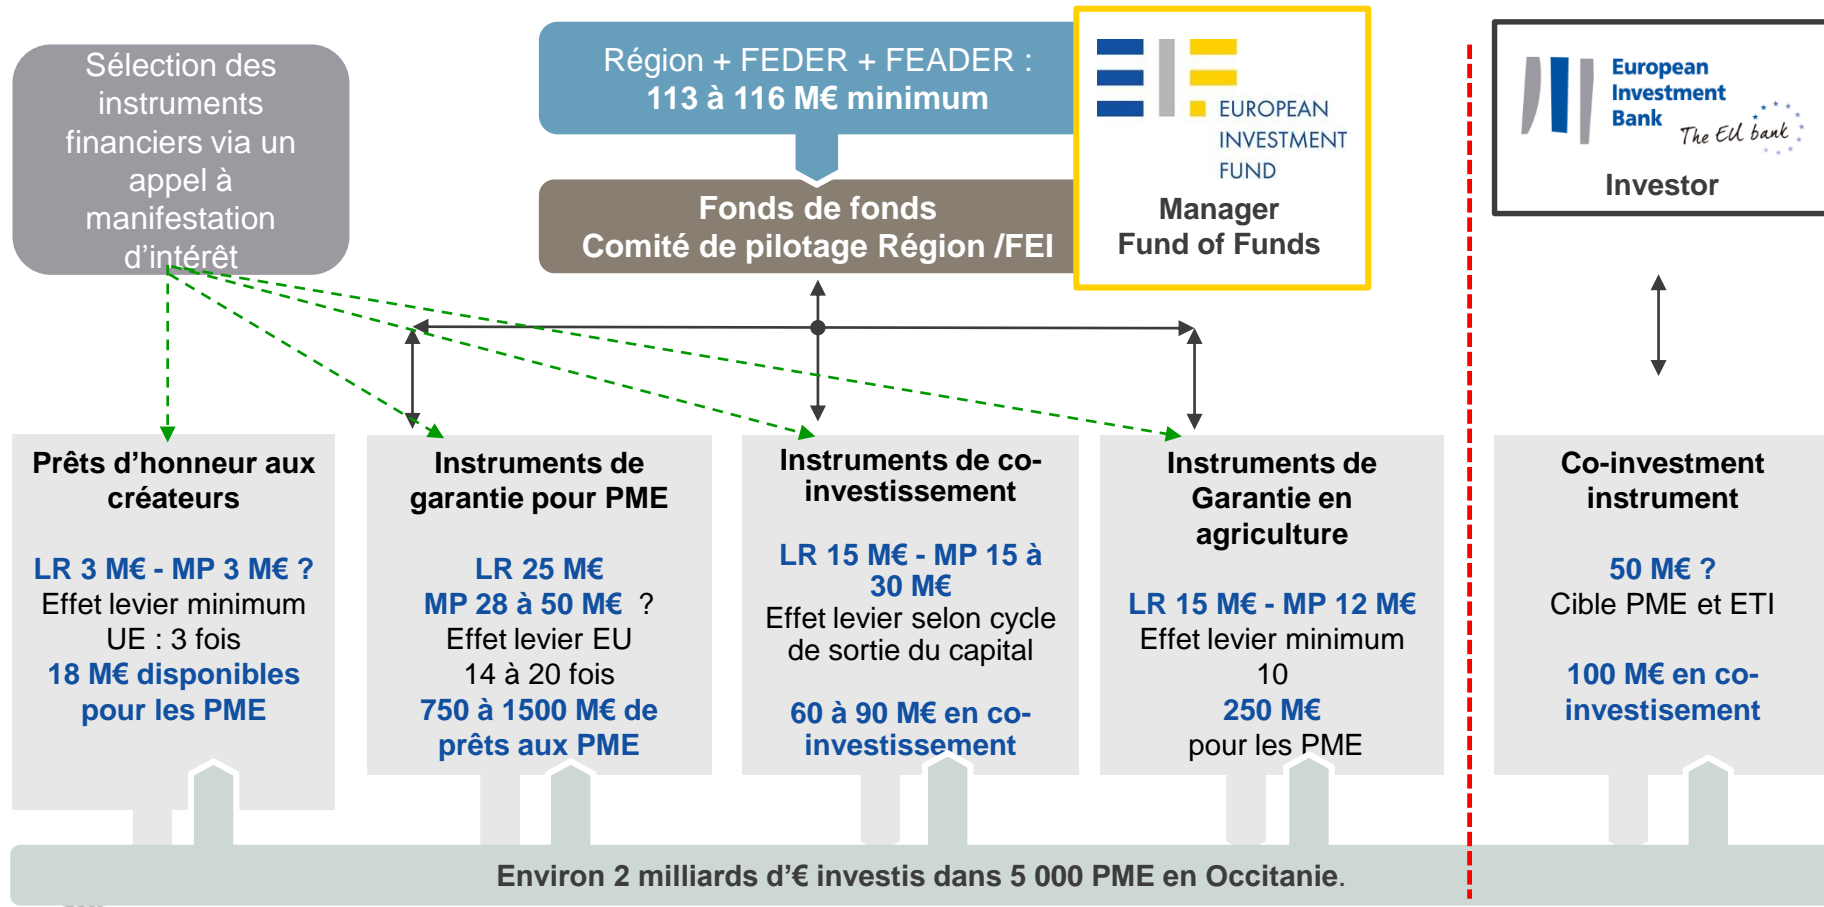 Sélection des
instruments
financiers via un
appel à
manifestation
d'intérêt
Région + FEDER + FEADER :
113 à 116 M€ minimum
Fonds de fonds
Comité de pilotage Région /FEI
EUROPEAN
INVESTMENT
FUND
Manager
Fund of Funds
European
Investment
Bank
The EU bank
Investor
Prêts d'honneur aux
créateurs
LR 3 M€ - MP 3 M€ ?
Effet levier minimum
UE : 3 fois
18 M€ disponibles
pour les PME
Instruments de
garantie pour PME
LR 25 M€
MP 28 à 50 M€ ?
Effet levier EU
14 à 20 fois
750 à 1500 M€ de
prêts aux PME
Instruments de co-
investissement
LR 15 M€ - MP 15 à
30 M€
Effet levier selon cycle
de sortie du capital
60 à 90 M€ en co-
investissement
Instruments de
Garantie en
agriculture
LR 15 M€ - MP 12 M€
Effet levier minimum
10
250 M€
pour les PME
Co-investment
instrument
50 M€ ?
Cible PME et ETI
100 M€ en co-
investisement
Environ 2 milliards d'€ investis dans 5 000 PME en Occitanie.